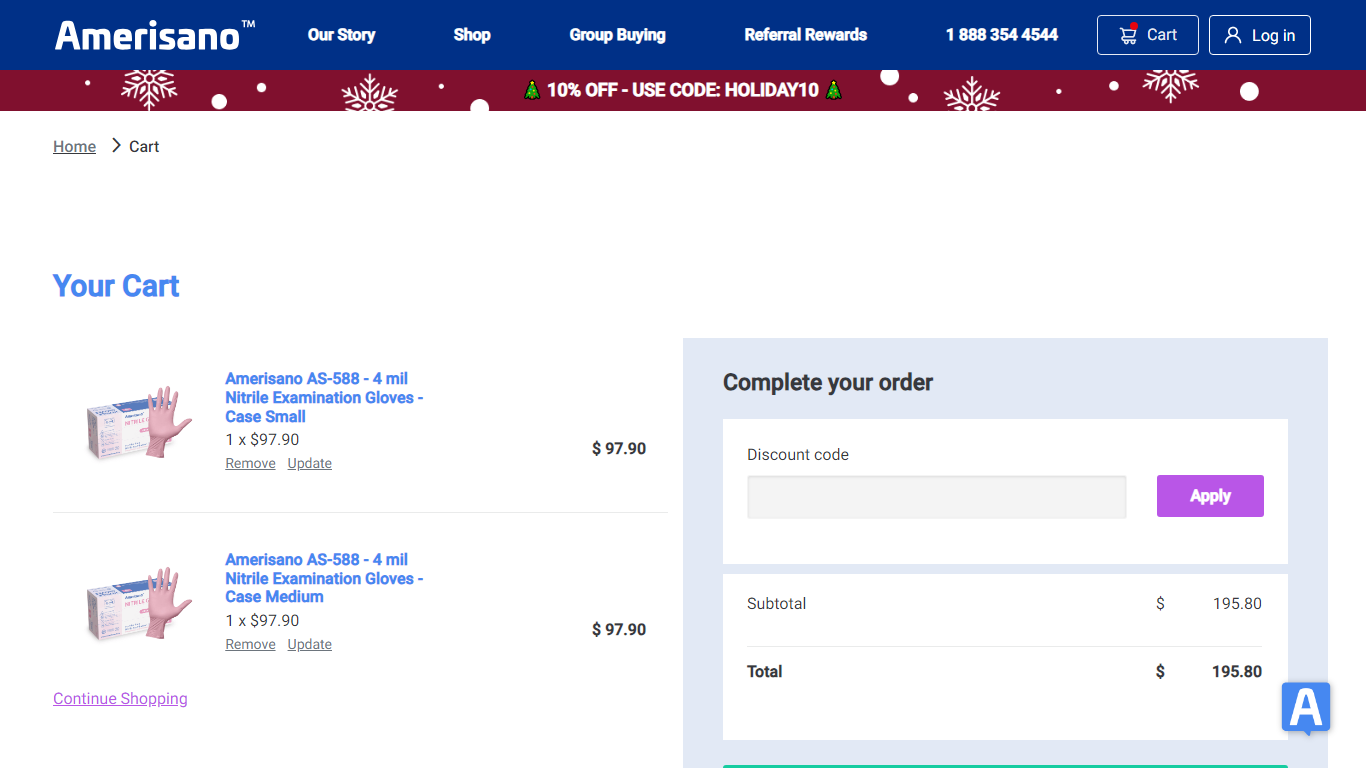 Amerisano™
Our Story
Shop
Group Buying
Referral Rewards
1 888 354 4544
Cart
Log in
10% OFF - USE CODE: HOLIDAY10
Home
Cart
Your Cart
Amerisano AS-588 - 4 mil
Nitrile Examination Gloves -
Case Small
1 x $97.90
Remove Update
$ 97.90
Amerisano AS-588 - 4 mil
Nitrile Examination Gloves -
Case Medium
1 x $97.90
Remove Update
$ 97.90
Continue Shopping
Complete your order
Discount code
Apply
Subtotal $ 195.80
Total $ 195.80
A